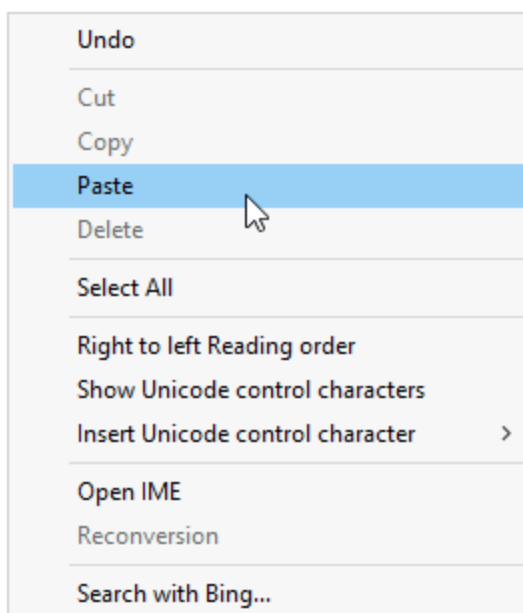 Undo
Cut
Copy
Paste
Delete
Select All
Right to left Reading order
Show Unicode control characters
Insert Unicode control character
Open IME
Reconversion
Search with Bing...